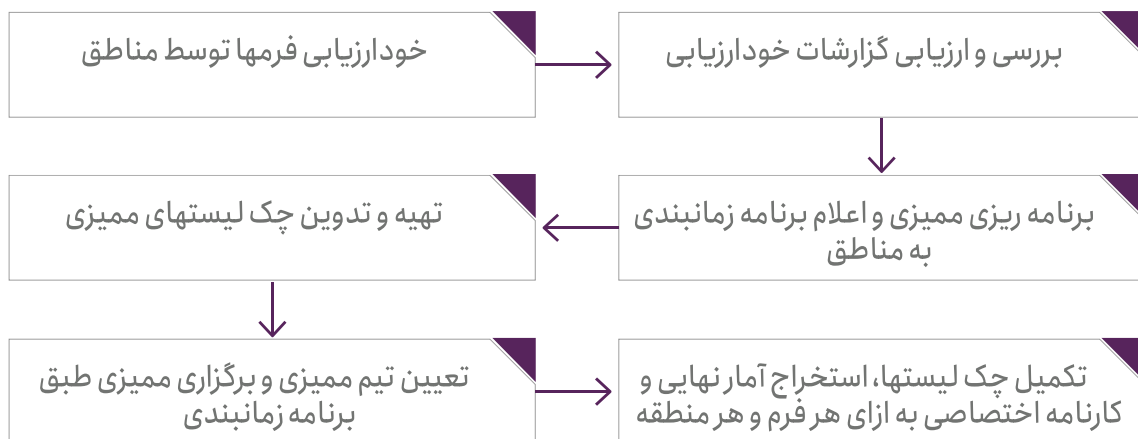 خودارزیابی فرمها توسط مناطق
بررسی و ارزیابی گزارشات خودارزیابی
برنامه ریزی ممیزی و اعلام برنامه زمانبندی
به مناطق
تهیه و تدوین چک لیستهای ممیزی
تعیین تیم ممیزی و برگزاری ممیزی طبق
برنامه زمانبندی
تکمیل چک لیستها، استخراج آمار نهایی و
کارنامه اختصاصی به ازای هر فرم و هر منطقه